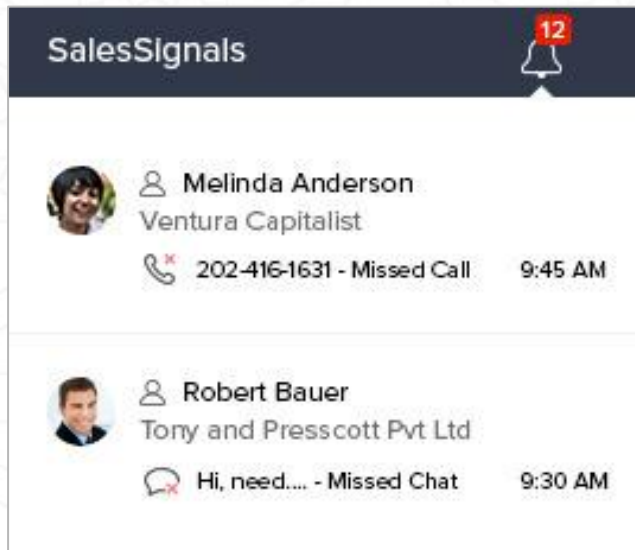 SalesSignals
12
Melinda Anderson
Ventura Capitalist
202-416-1631 - Missed Call 9:45 AM
Robert Bauer
Tony and Presscott Pvt Ltd
Hi, need.... - Missed Chat 9:30 AM